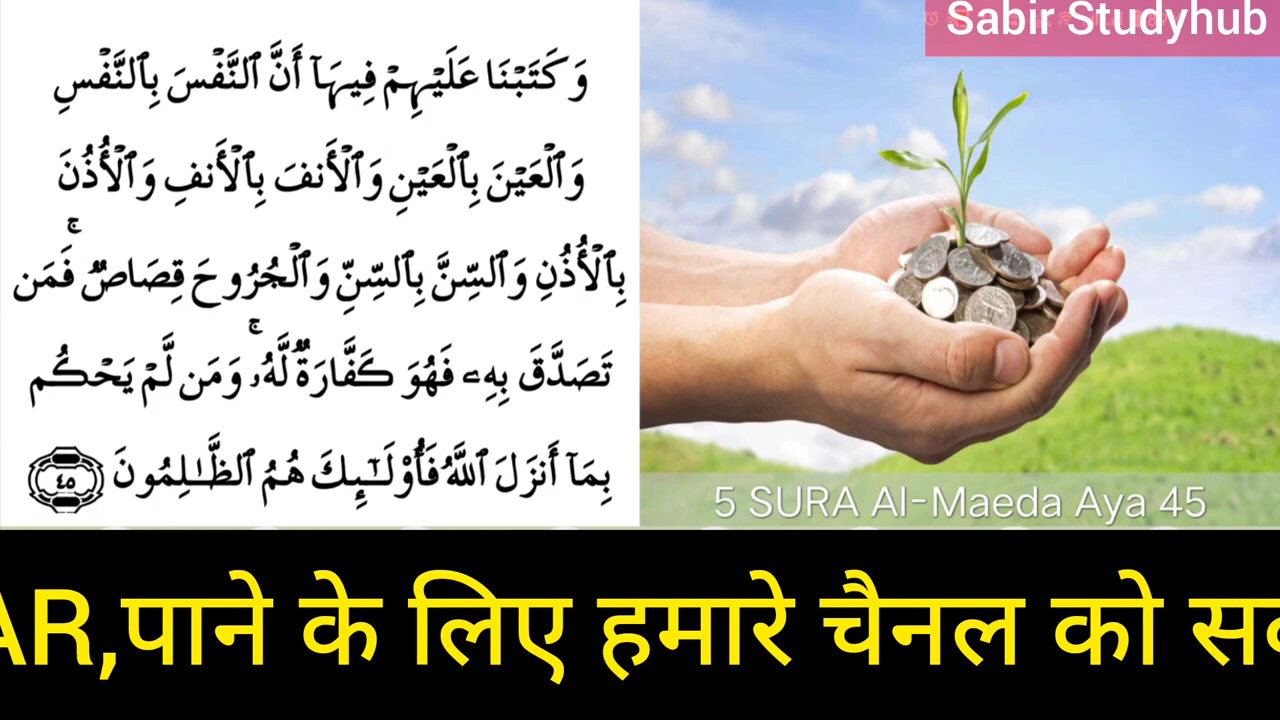 Sabir Studyhub
وَكَتَبْنَا عَلَيْهِمْ فِيهَآ أَنَّ ٱلنَّفْسَ بِٱلنَّفْسِ
وَٱلْعَيْنَ بِٱلْعَيْنِ وَٱلْأَنفَ بِٱلْأَنفِ وَٱلْأُذُنَ
بِٱلْأُذُنِ وَٱلسِّنَّ بِٱلسِّنِّ وَٱلْجُرُوحَ قِصَاصٌۚ فَمَن
تَصَدَّقَ بِهِۦ فَهُوَ كَفَّارَةٌ لَّهُۥۚ وَمَن لَّمْ يَحْكُم
بِمَآ أَنزَلَ ٱللَّهُ فَأُو۟لَـٰٓئِكَ هُمُ ٱلظَّـٰلِمُونَ ٤٥
5 SURA Al-Maeda Aya 45
AR,पाने के लिए हमारे चैनल को